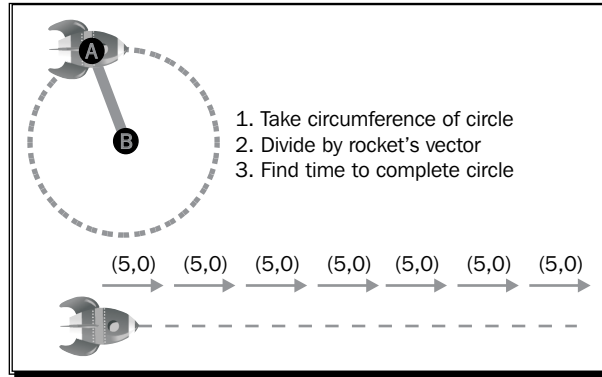 A
B
1. Take circumference of circle
2. Divide by rocket's vector
3. Find time to complete circle
(5,0) (5,0) (5,0) (5,0) (5,0) (5,0) (5,0)